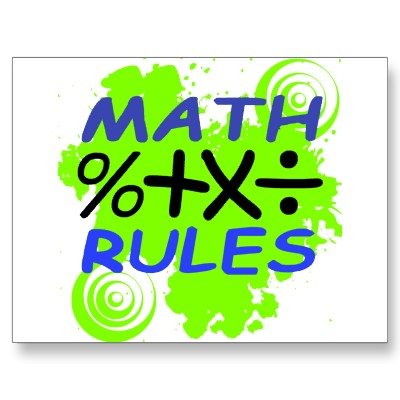 MATH
%+X÷
RULES